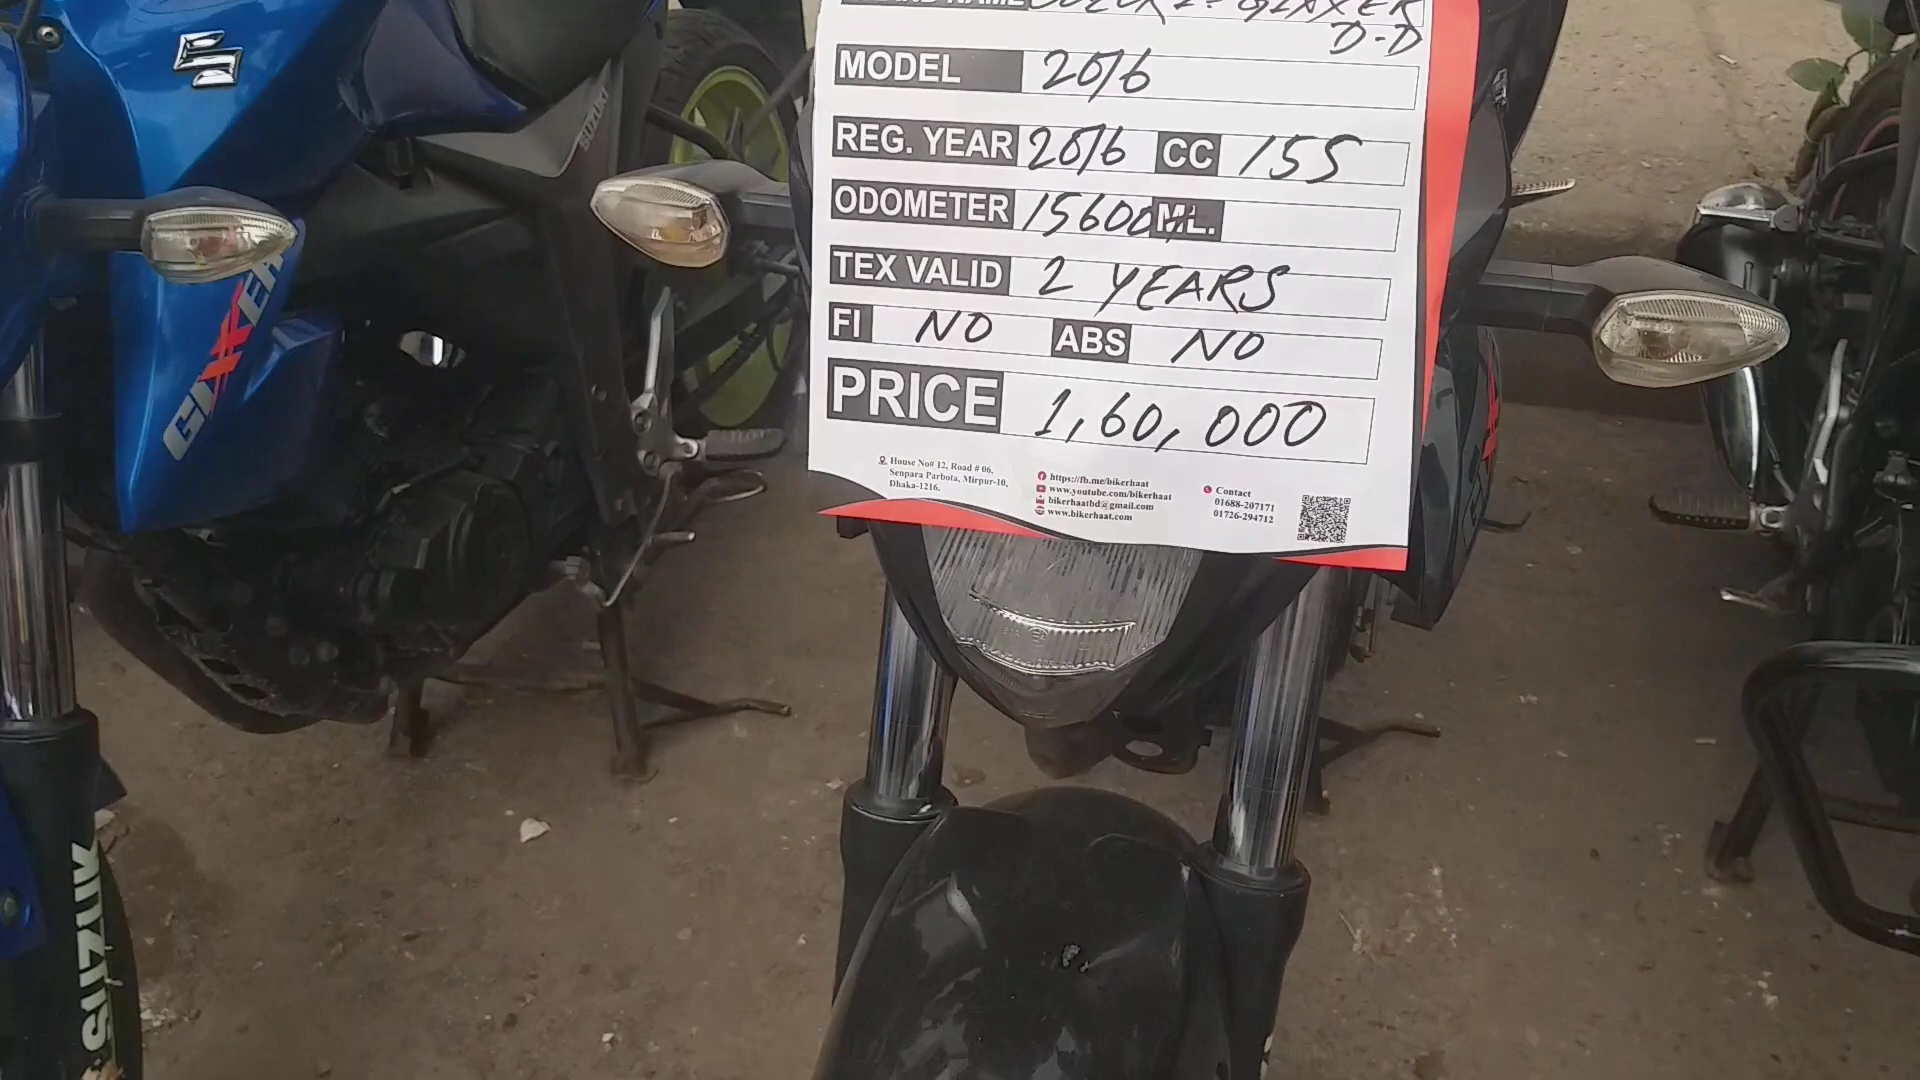 MODEL 2016
REG. YEAR 2016 CC 155
ODOMETER 15600 ML.
TEX VALID 2 YEARS
FI NO ABS NO
PRICE 1,60,000
House No# 12, Road # 06,
Senpara Parbota, Mirpur-10,
Dhaka-1216.
https://fb.me/bikerhaat
www.youtube.com/bikerhaat
bikerhaatbd@gmail.com
www.bikerhaat.com
Contact
01688-207171
01726-294712
D-D
SUZUKI
GIXXER
SUZUKI